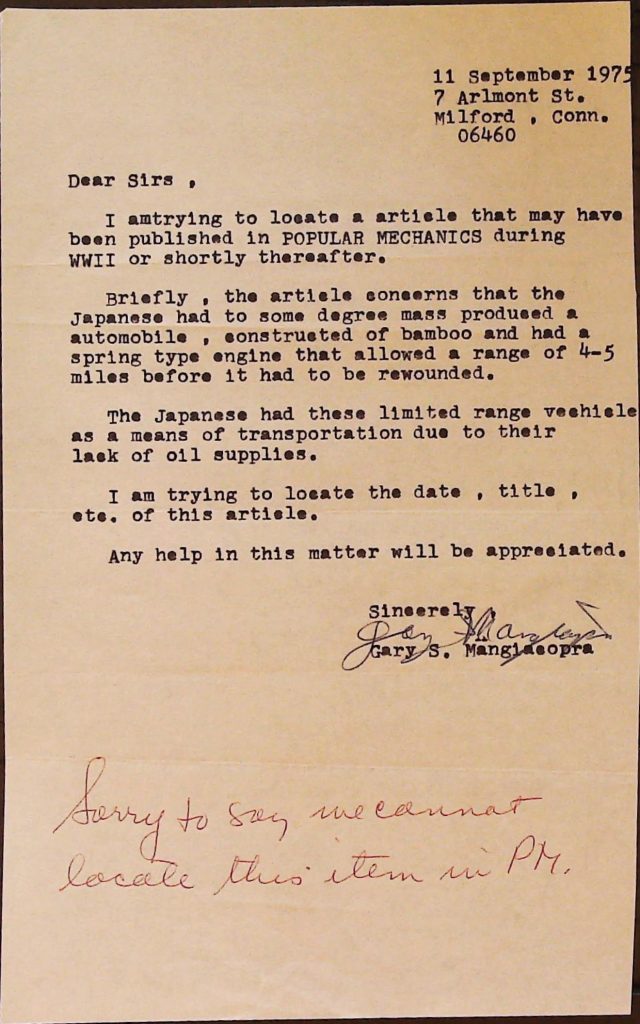 11 September 1975
7 Arlmont St.
Milford , Conn.
06460
Dear Sirs ,
I amtrying to locate a article that may have
been published in POPULAR MECHANICS during
WWII or shortly thereafter.
Briefly , the article concerns that the
Japanese had to some degree mass produced a
automobile , constructed of bamboo and had a
spring type engine that allowed a range of 4-5
miles before it had to be rewounded.
The Japanese had these limited range vechicle
as a means of transportation due to their
lack of oil supplies.
I am trying to locate the date , title ,
etc. of this article.
Any help in this matter will be appreciated.
Sincerely ,
Gary S. Mangiacopra
Gary S. Mangiacopra
Sorry to say we cannot
locate this item in PM.